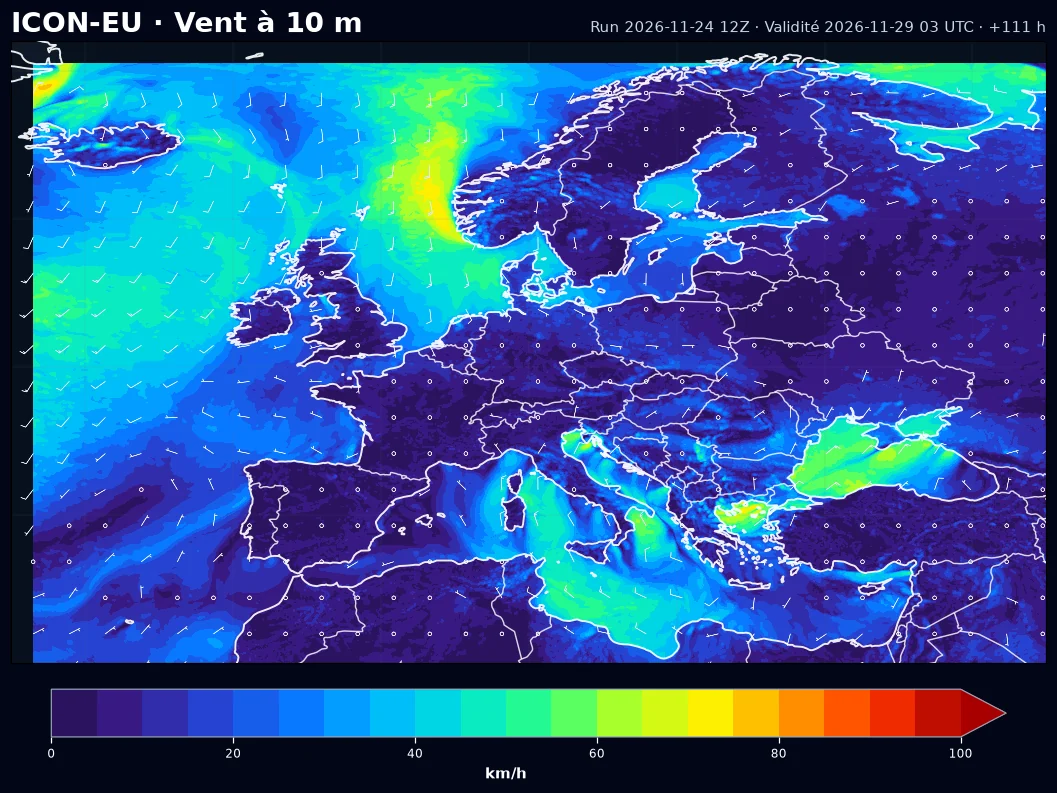 ICON-EU · Vent à 10 m
Run 2026-11-24 12Z · Validité 2026-11-29 03 UTC · +111 h
0 20 40 60 80 100
km/h